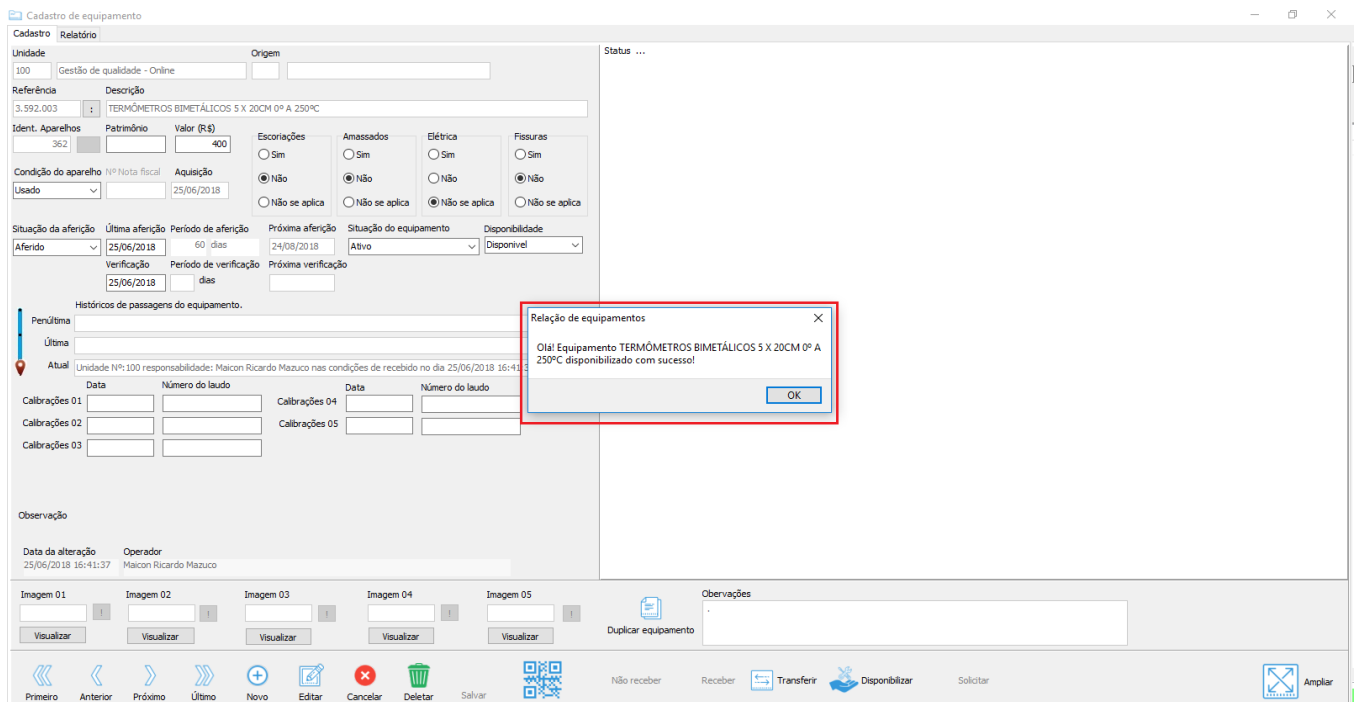 Cadastro de equipamento
Cadastro Relatório
Unidade Origem
100 Gestão de qualidade - Online
Referência Descrição
3.592.003 : TERMÔMETROS BIMETÁLICOS 5 X 20CM 0º A 250ºC
Ident. Aparelhos Patrimônio Valor (R$)
362 400
Escoriações Amassados Elétrica Fissuras
Sim Sim Sim Sim
Não Não Não Não
Não se aplica Não se aplica Não se aplica Não se aplica
Condição do aparelho Nº Nota fiscal Aquisição
Usado 25/06/2018
Situação da aferição Última aferição Período de aferição Próxima aferição Situação do equipamento Disponibilidade
Aferido 25/06/2018 60 dias 24/08/2018 Ativo Disponivel
Verificação Período de verificação Próxima verificação
25/06/2018 dias
Históricos de passagens do equipamento.
Penúltima
Última
Atual Unidade Nº:100 responsabilidade: Maicon Ricardo Mazuco nas condições de recebido no dia 25/06/2018 16:41:3
Data Número do laudo Data Número do laudo
Calibrações 01 Calibrações 04
Calibrações 02 Calibrações 05
Calibrações 03
Observação
Data da alteração Operador
25/06/2018 16:41:37 Maicon Ricardo Mazuco
Status ...
Relação de equipamentos
Olá! Equipamento TERMÔMETROS BIMETÁLICOS 5 X 20CM 0º A
250ºC disponibilizado com sucesso!
OK
Imagem 01 Imagem 02 Imagem 03 Imagem 04 Imagem 05
! ! ! ! !
Visualizar Visualizar Visualizar Visualizar Visualizar
Duplicar equipamento
Obervações
.
Primeiro Anterior Próximo Último Novo Editar Cancelar Deletar Salvar
Não receber Receber Transferir Disponibilizar Solicitar Ampliar